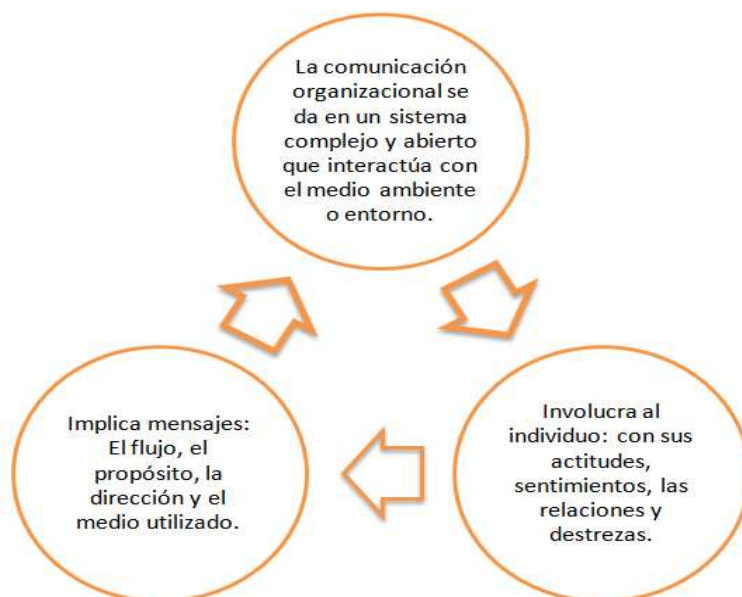 La comunicación
organizacional se
da en un sistema
complejo y abierto
que interactúa con
el medio ambiente
o entorno.
Involucra al
individuo: con sus
actitudes,
sentimientos, las
relaciones y
destrezas.
Implica mensajes:
El flujo, el
propósito, la
dirección y el
medio utilizado.